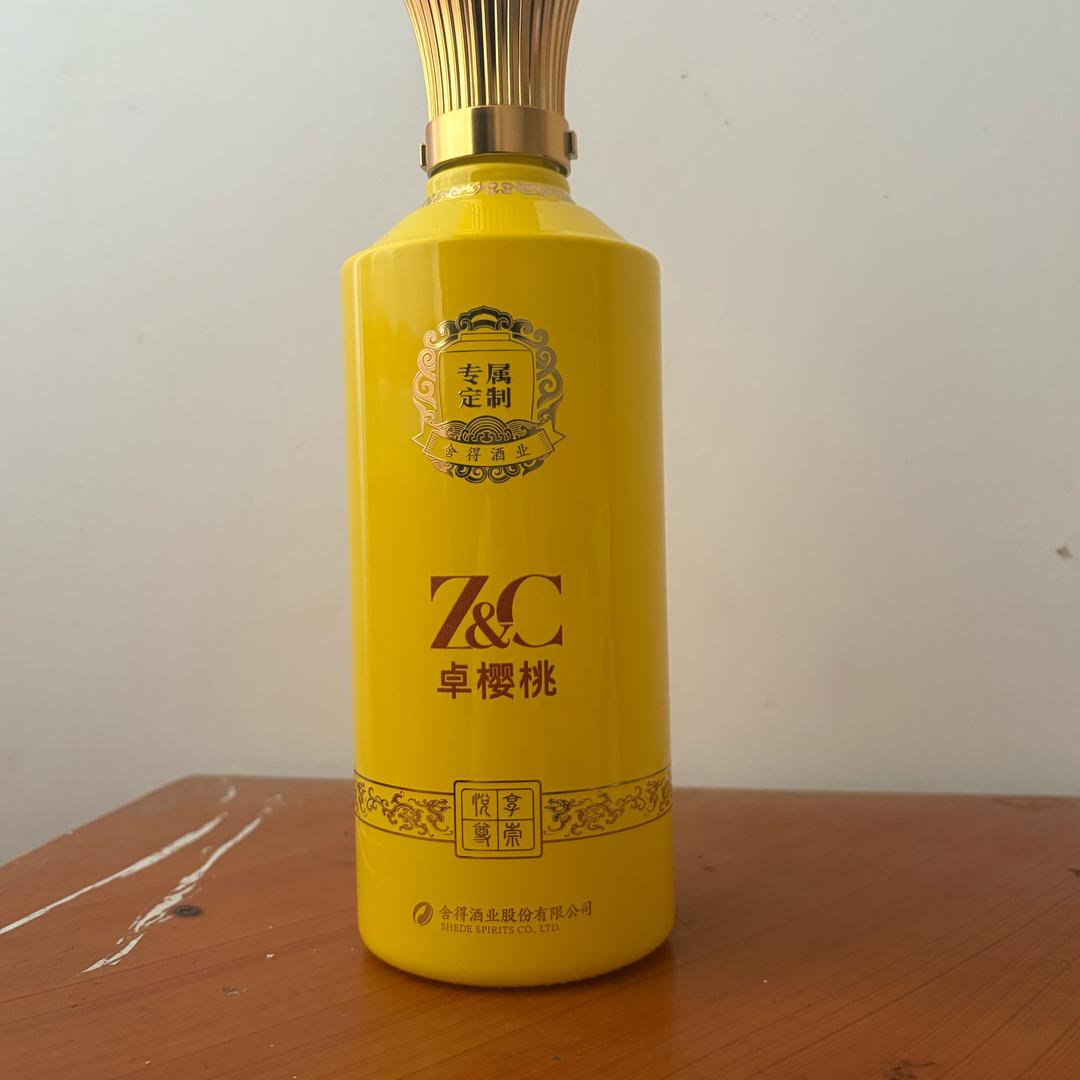 专属
定制
舍得酒业
Z&C
卓樱桃
悦享
尊崇
舍得酒业股份有限公司
SHEDE SPIRITS CO., LTD.